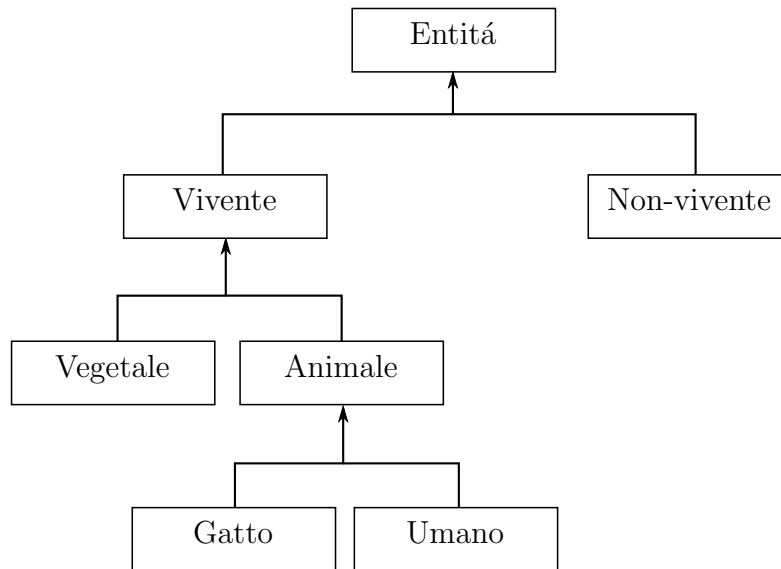 Entitá
Vivente
Non-vivente
Vegetale
Animale
Gatto
Umano